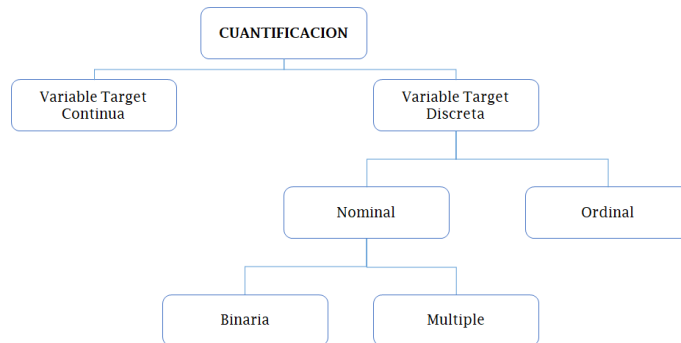 CUANTIFICACION
Variable Target
Continua
Variable Target
Discreta
Nominal
Ordinal
Binaria
Multiple